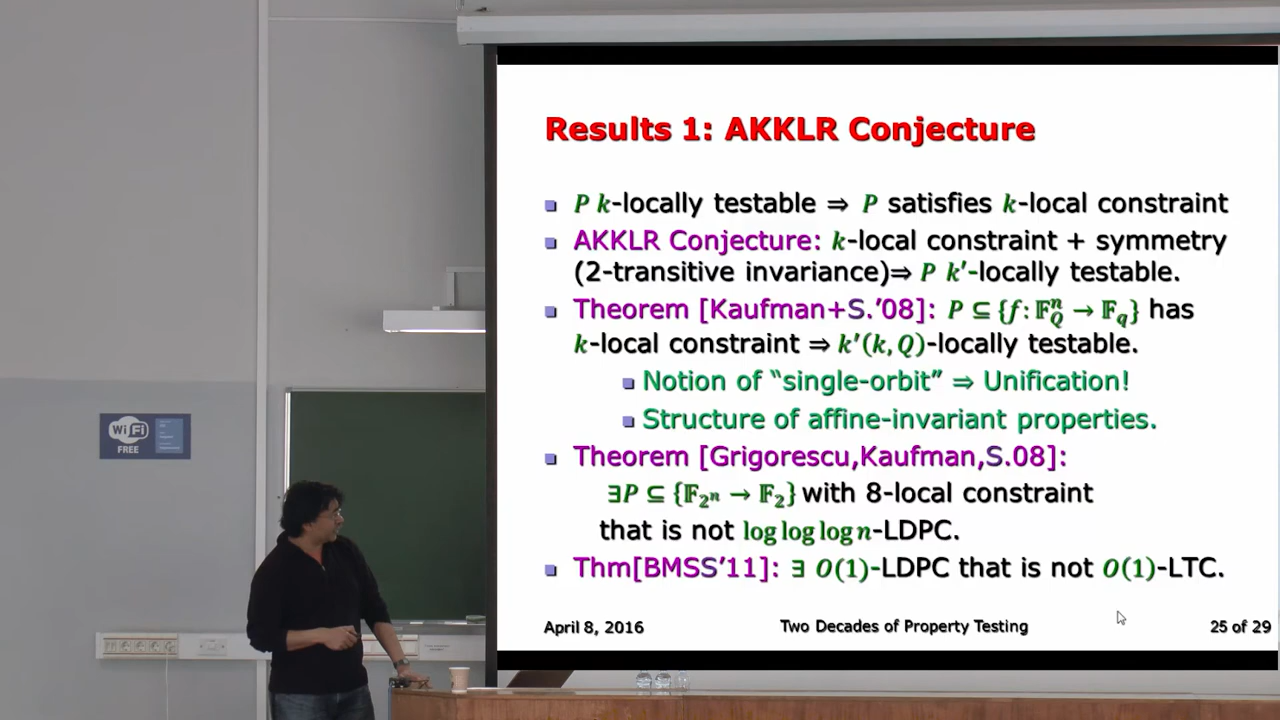 Results 1: AKKLR Conjecture
P k-locally testable ⇒ P satisfies k-local constraint
AKKLR Conjecture: k-local constraint + symmetry
(2-transitive invariance)⇒ P k′-locally testable.
Theorem [Kaufman+S.’08]: P ⊆ {f: 𝔽_Q^n → 𝔽_q} has
k-local constraint ⇒ k′(k, Q)-locally testable.
Notion of “single-orbit” ⇒ Unification!
Structure of affine-invariant properties.
Theorem [Grigorescu,Kaufman,S.08]:
∃P ⊆ {𝔽_{2^n} → 𝔽_2} with 8-local constraint
that is not log log log n-LDPC.
Thm[BMSS’11]: ∃ O(1)-LDPC that is not O(1)-LTC.
April 8, 2016
Two Decades of Property Testing
25 of 29
Wi Fi
FREE